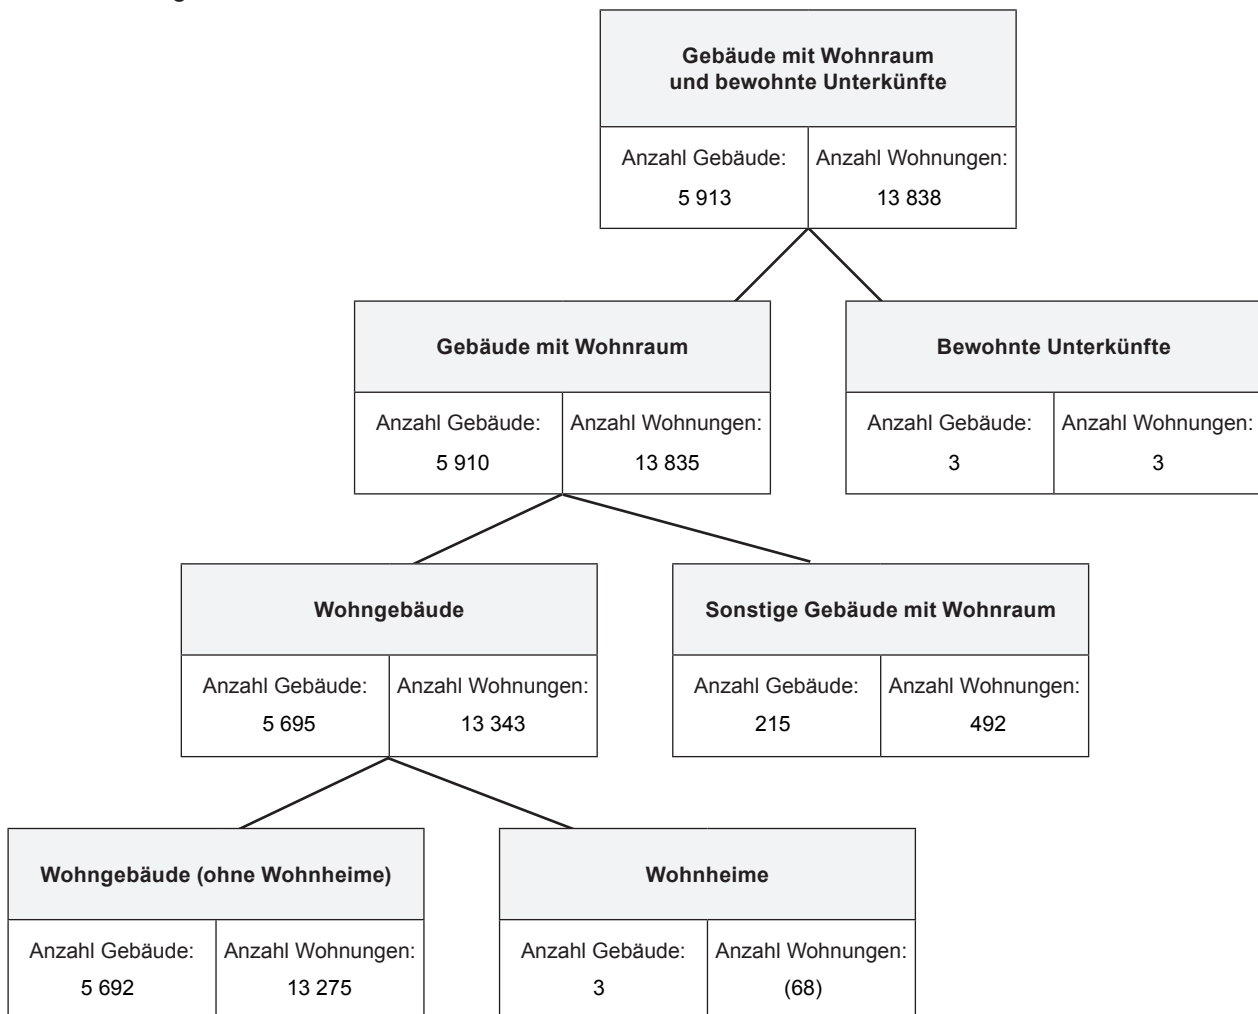 Gebäude mit Wohnraum
und bewohnte Unterkünfte
Anzahl Gebäude: Anzahl Wohnungen:
5 913 13 838
Gebäude mit Wohnraum
Anzahl Gebäude: Anzahl Wohnungen:
5 910 13 835
Bewohnte Unterkünfte
Anzahl Gebäude: Anzahl Wohnungen:
3 3
Wohngebäude
Anzahl Gebäude: Anzahl Wohnungen:
5 695 13 343
Sonstige Gebäude mit Wohnraum
Anzahl Gebäude: Anzahl Wohnungen:
215 492
Wohngebäude (ohne Wohnheime)
Anzahl Gebäude: Anzahl Wohnungen:
5 692 13 275
Wohnheime
Anzahl Gebäude: Anzahl Wohnungen:
3 (68)